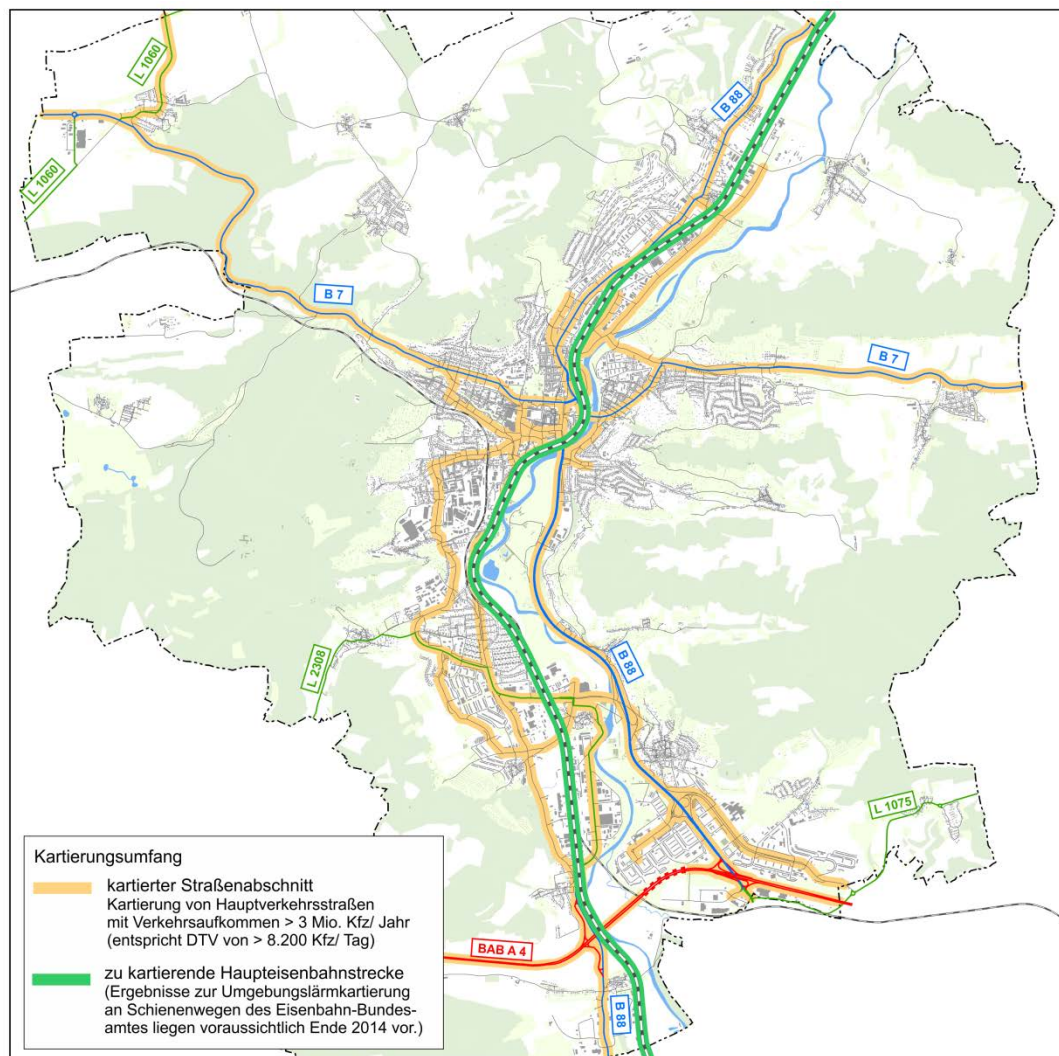 L 1060
B 88
L 1060
B 7
B 7
L 2308
B 88
L 1075
BAB A 4
B 88
Kartierungsumfang
kartierter Straßenabschnitt
Kartierung von Hauptverkehrsstraßen
mit Verkehrsaufkommen > 3 Mio. Kfz/ Jahr
(entspricht DTV von > 8.200 Kfz/ Tag)
zu kartierende Haupteisenbahnstrecke
(Ergebnisse zur Umgebungslärmkartierung
an Schienenwegen des Eisenbahn-Bundes-
amtes liegen voraussichtlich Ende 2014 vor.)